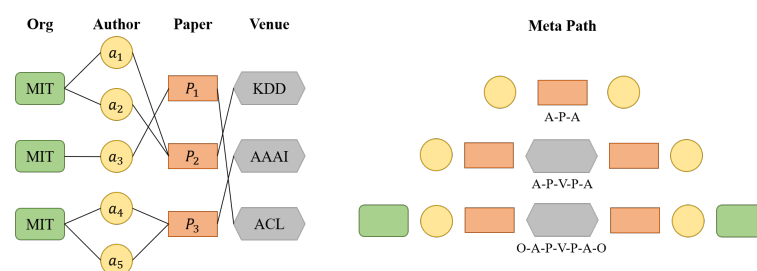 Org Author Paper Venue
Meta Path
a1
MIT P1 KDD
a2
A-P-A
MIT a3 P2 AAAI
A-P-V-P-A
a4
MIT P3 ACL
O-A-P-V-P-A-O
a5